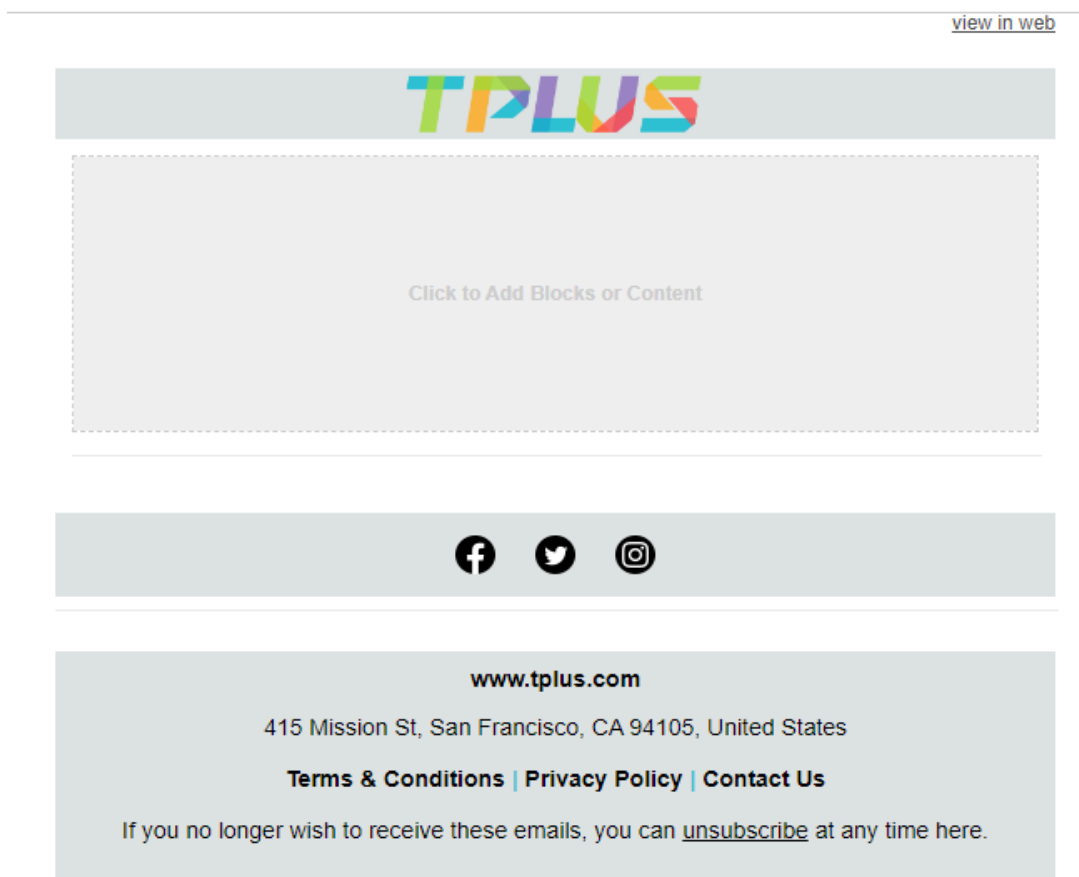 view in web
TPLUS
Click to Add Blocks or Content
www.tplus.com
415 Mission St, San Francisco, CA 94105, United States
Terms & Conditions | Privacy Policy | Contact Us
If you no longer wish to receive these emails, you can unsubscribe at any time here.